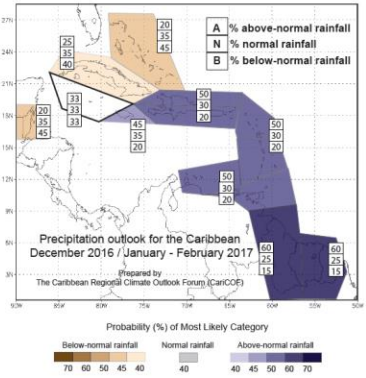 27N
24N
21N
18N
15N
12N
9N
6N
3N
90W
85W
80W
75W
70W
65W
60W
55W
50W
A % above-normal rainfall
N % normal rainfall
B % below-normal rainfall
20
35
45
25
35
40
33
33
33
20
35
45
45
35
20
50
30
20
50
30
20
50
30
20
60
25
15
60
25
15
Precipitation outlook for the Caribbean
December 2016 / January - February 2017
Prepared by
The Caribbean Regional Climate Outlook Forum (CariCOF)
Probability (%) of Most Likely Category
Below-normal rainfall
70 60 50 45 40
Normal rainfall
40
Above-normal rainfall
40 45 50 60 70